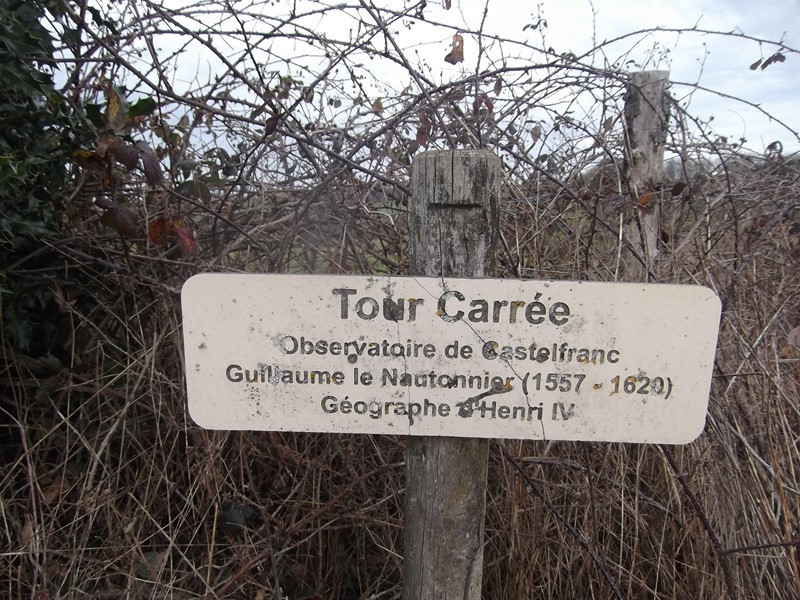 Tour Carrée
Observatoire de Castelfranc
Guillaume le Nautonnier (1557 - 1620)
Géographe d'Henri IV